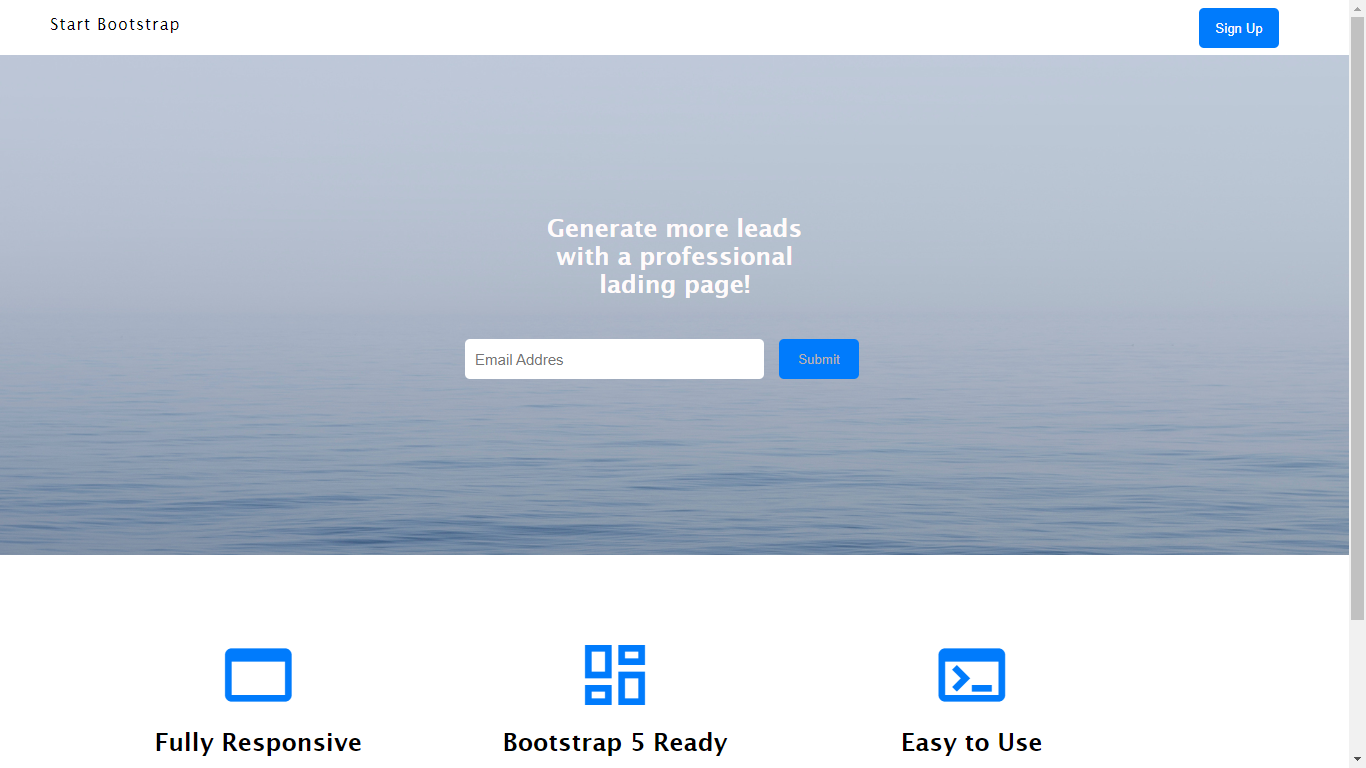 Start Bootstrap
Sign Up
Generate more leads
with a professional
lading page!
Email Addres
Submit
Fully Responsive
Bootstrap 5 Ready
Easy to Use